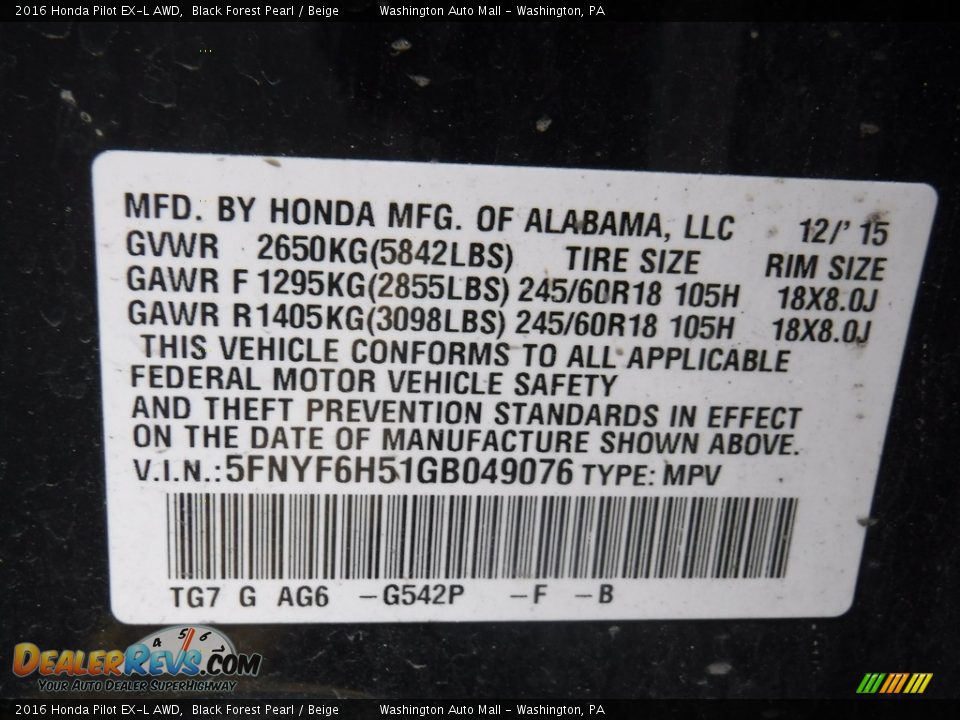 2016 Honda Pilot EX-L AWD,  Black Forest Pearl / Beige          Washington Auto Mall - Washington, PA
MFD. BY HONDA MFG. OF ALABAMA, LLC 12/' 15
GVWR 2650KG(5842LBS) TIRE SIZE RIM SIZE
GAWR F 1295KG(2855LBS) 245/60R18 105H 18X8.0J
GAWR R1405KG(3098LBS) 245/60R18 105H 18X8.0J
THIS VEHICLE CONFORMS TO ALL APPLICABLE
FEDERAL MOTOR VEHICLE SAFETY
AND THEFT PREVENTION STANDARDS IN EFFECT
ON THE DATE OF MANUFACTURE SHOWN ABOVE.
V.I.N.:5FNYF6H51GB049076 TYPE: MPV
TG7 G AG6 -G542P -F -B
4 5 6
DEALERREVS.COM
YOUR AUTO DEALER SUPERHIGHWAY
2016 Honda Pilot EX-L AWD,  Black Forest Pearl / Beige          Washington Auto Mall - Washington, PA